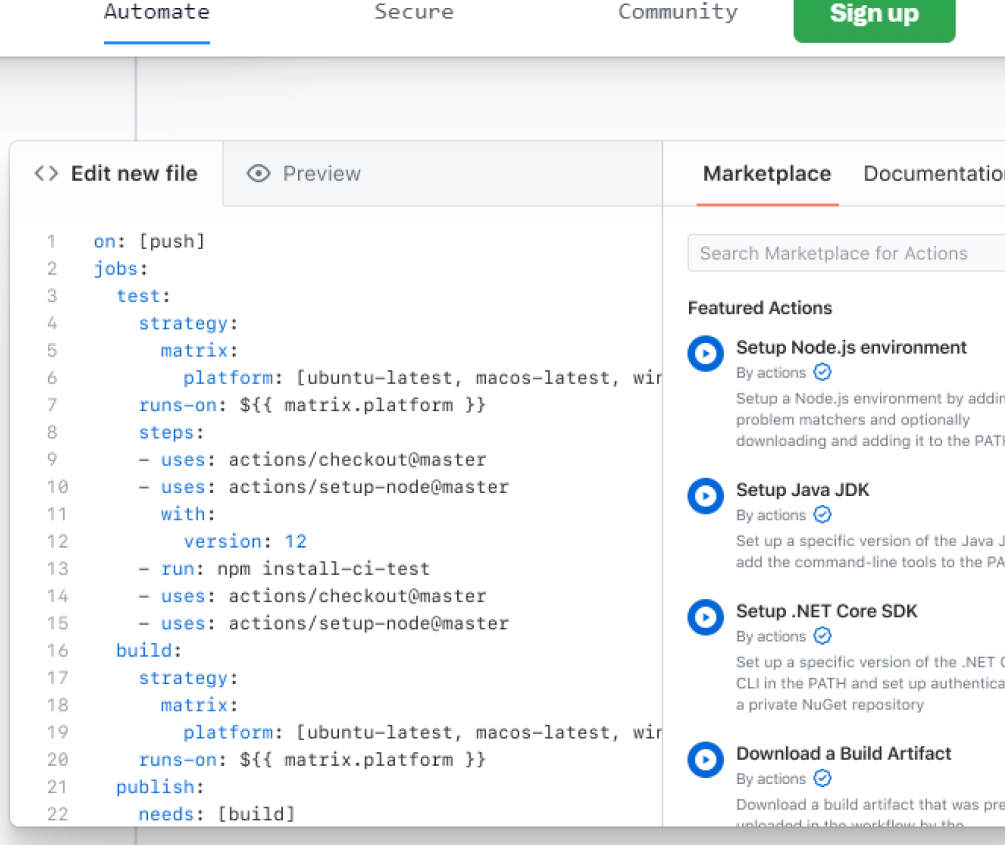 Automate Secure Community Sign up
<> Edit new file Preview
1 on: [push]
2 jobs:
3 test:
4 strategy:
5 matrix:
6 platform: [ubuntu-latest, macos-latest,
7 runs-on: ${{ matrix.platform }}
8 steps:
9 - uses: actions/checkout@master
10 - uses: actions/setup-node@master
11 with:
12 version: 12
13 - run: npm install-ci-test
14 - uses: actions/checkout@master
15 - uses: actions/setup-node@master
16 build:
17 strategy:
18 matrix:
19 platform: [ubuntu-latest, macos-latest,
20 runs-on: ${{ matrix.platform }}
21 publish:
22 needs: [build]
Marketplace Documentatio
Search Marketplace for Actions
Featured Actions
Setup Node.js environment
By actions
Setup a Node.js environment by addin
problem matchers and optionally
downloading and adding it to the PATH
Setup Java JDK
By actions
Set up a specific version of the Java J
add the command-line tools to the PA
Setup .NET Core SDK
By actions
Set up a specific version of the .NET C
CLI in the PATH and set up authentica
a private NuGet repository
Download a Build Artifact
By actions
Download a build artifact that was pre
uploaded in the workflow by the